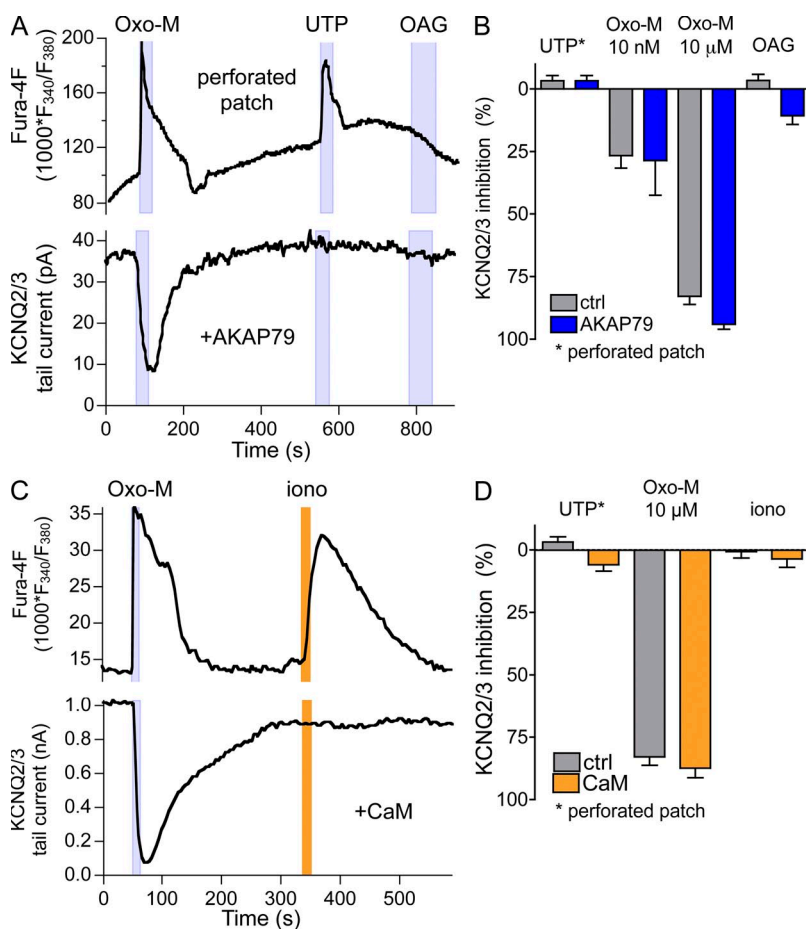 A
Oxo-M
UTP
OAG
Fura-4F
(1000*F340/F380)
200
160
120
80
perforated
patch
KCNQ2/3
tail current (pA)
40
30
20
10
0
+AKAP79
0
200
400
600
800
Time (s)
B
UTP*
Oxo-M
10 nM
Oxo-M
10 µM
OAG
KCNQ2/3 inhibition (%)
0
25
50
75
100
ctrl
AKAP79
* perforated patch
C
Oxo-M
iono
Fura-4F
(1000*F340/F380)
35
30
25
20
15
KCNQ2/3
tail current (nA)
1.0
0.8
0.6
0.4
0.2
0.0
+CaM
0
100
200
300
400
500
Time (s)
D
UTP*
Oxo-M
10 µM
iono
KCNQ2/3 inhibition (%)
0
25
50
75
100
ctrl
CaM
* perforated patch